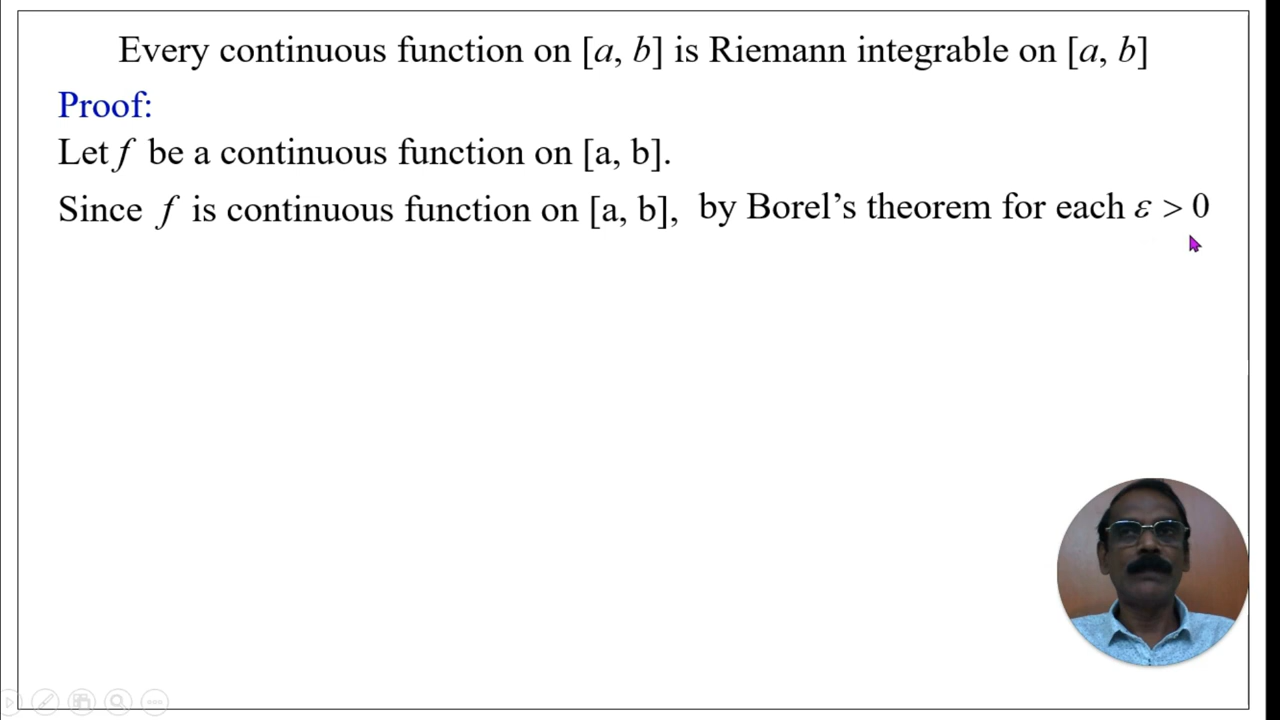 Every continuous function on [a, b] is Riemann integrable on [a, b]
Proof:
Let f be a continuous function on [a, b].
Since f is continuous function on [a, b], by Borel’s theorem for each ε > 0